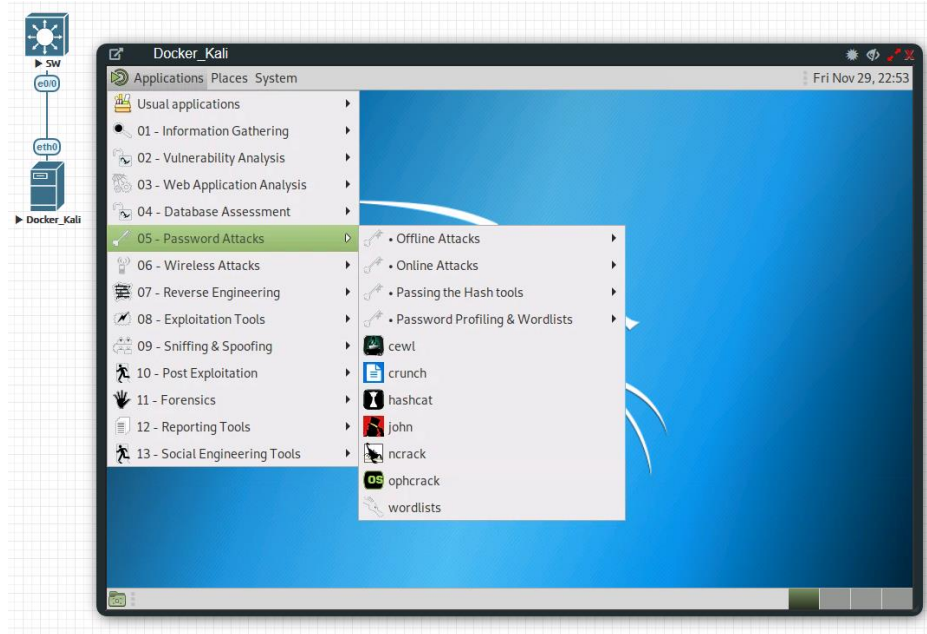 SW
e0/0
eth0
Docker_Kali
Docker_Kali
Applications Places System
Fri Nov 29, 22:53
Usual applications
01 - Information Gathering
02 - Vulnerability Analysis
03 - Web Application Analysis
04 - Database Assessment
05 - Password Attacks
06 - Wireless Attacks
07 - Reverse Engineering
08 - Exploitation Tools
09 - Sniffing & Spoofing
10 - Post Exploitation
11 - Forensics
12 - Reporting Tools
13 - Social Engineering Tools
• Offline Attacks
• Online Attacks
• Passing the Hash tools
• Password Profiling & Wordlists
cewl
crunch
hashcat
john
ncrack
OS ophcrack
wordlists